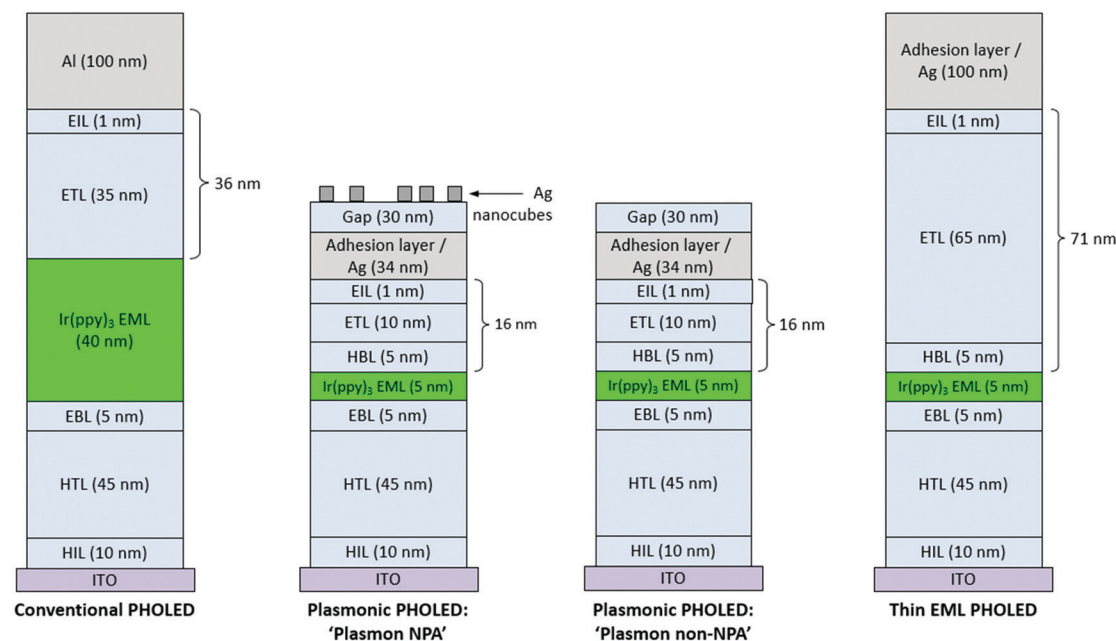 Al (100 nm)
EIL (1 nm)
ETL (35 nm)
36 nm
Ir(ppy)₃ EML
(40 nm)
EBL (5 nm)
HTL (45 nm)
HIL (10 nm)
ITO
Conventional PHOLED
Ag
nanocubes
Gap (30 nm)
Adhesion layer /
Ag (34 nm)
EIL (1 nm)
ETL (10 nm)
16 nm
HBL (5 nm)
Ir(ppy)₃ EML (5 nm)
EBL (5 nm)
HTL (45 nm)
HIL (10 nm)
ITO
Plasmonic PHOLED:
‘Plasmon NPA’
Gap (30 nm)
Adhesion layer /
Ag (34 nm)
EIL (1 nm)
ETL (10 nm)
16 nm
HBL (5 nm)
Ir(ppy)₃ EML (5 nm)
EBL (5 nm)
HTL (45 nm)
HIL (10 nm)
ITO
Plasmonic PHOLED:
‘Plasmon non-NPA’
Adhesion layer /
Ag (100 nm)
EIL (1 nm)
ETL (65 nm)
71 nm
HBL (5 nm)
Ir(ppy)₃ EML (5 nm)
EBL (5 nm)
HTL (45 nm)
HIL (10 nm)
ITO
Thin EML PHOLED